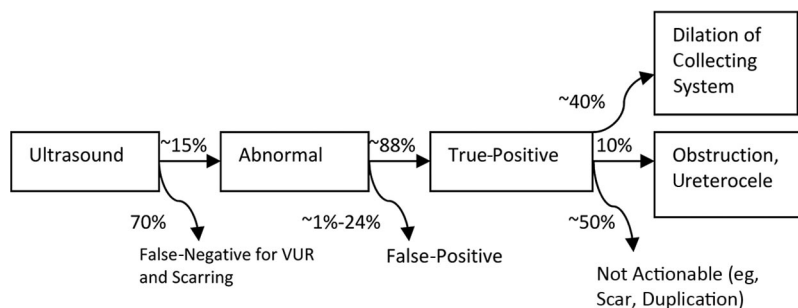 Dilation of
Collecting
System
~40%
Ultrasound
~15%
Abnormal
~88%
True-Positive
10%
Obstruction,
Ureterocele
70%
~1%-24%
~50%
False-Negative for VUR
and Scarring
False-Positive
Not Actionable (eg,
Scar, Duplication)